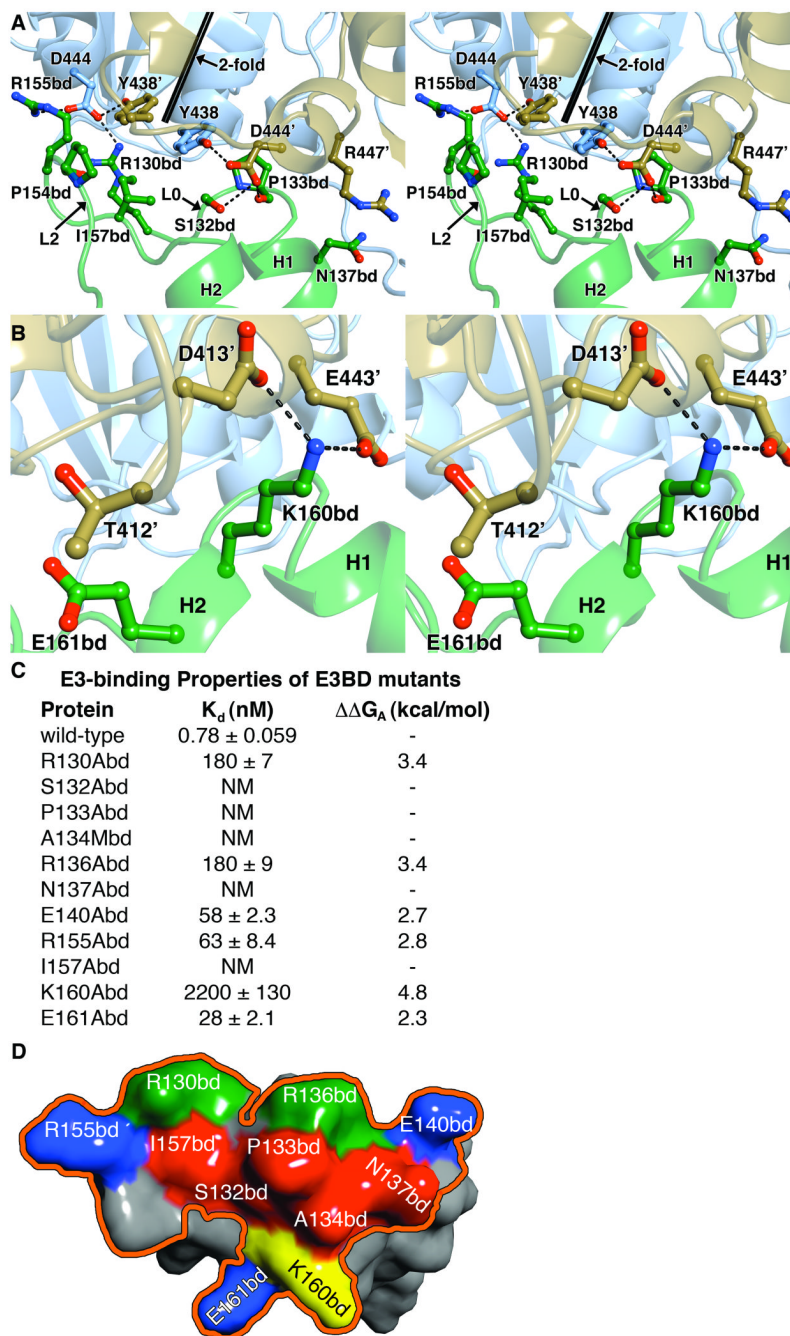 A
D444
R155bd
Y438'
2-fold
Y438
D444'
R447'
R130bd
P133bd
P154bd
L0
L2
I157bd
S132bd
N137bd
H2
H1
D444
R155bd
Y438'
2-fold
Y438
D444'
R447'
R130bd
P133bd
P154bd
L0
L2
I157bd
S132bd
N137bd
H2
H1
B
D413'
E443'
T412'
K160bd
H1
H2
E161bd
D413'
E443'
T412'
K160bd
H1
H2
E161bd
C
E3-binding Properties of E3BD mutants
Protein K_d (nM) ΔΔG_A (kcal/mol)
wild-type 0.78 ± 0.059 -
R130Abd 180 ± 7 3.4
S132Abd NM -
P133Abd NM -
A134Mbd NM -
R136Abd 180 ± 9 3.4
N137Abd NM -
E140Abd 58 ± 2.3 2.7
R155Abd 63 ± 8.4 2.8
I157Abd NM -
K160Abd 2200 ± 130 4.8
E161Abd 28 ± 2.1 2.3
D
R130bd
R136bd
R155bd
E140bd
I157bd
P133bd
N137bd
S132bd
A134bd
E161bd
K160bd